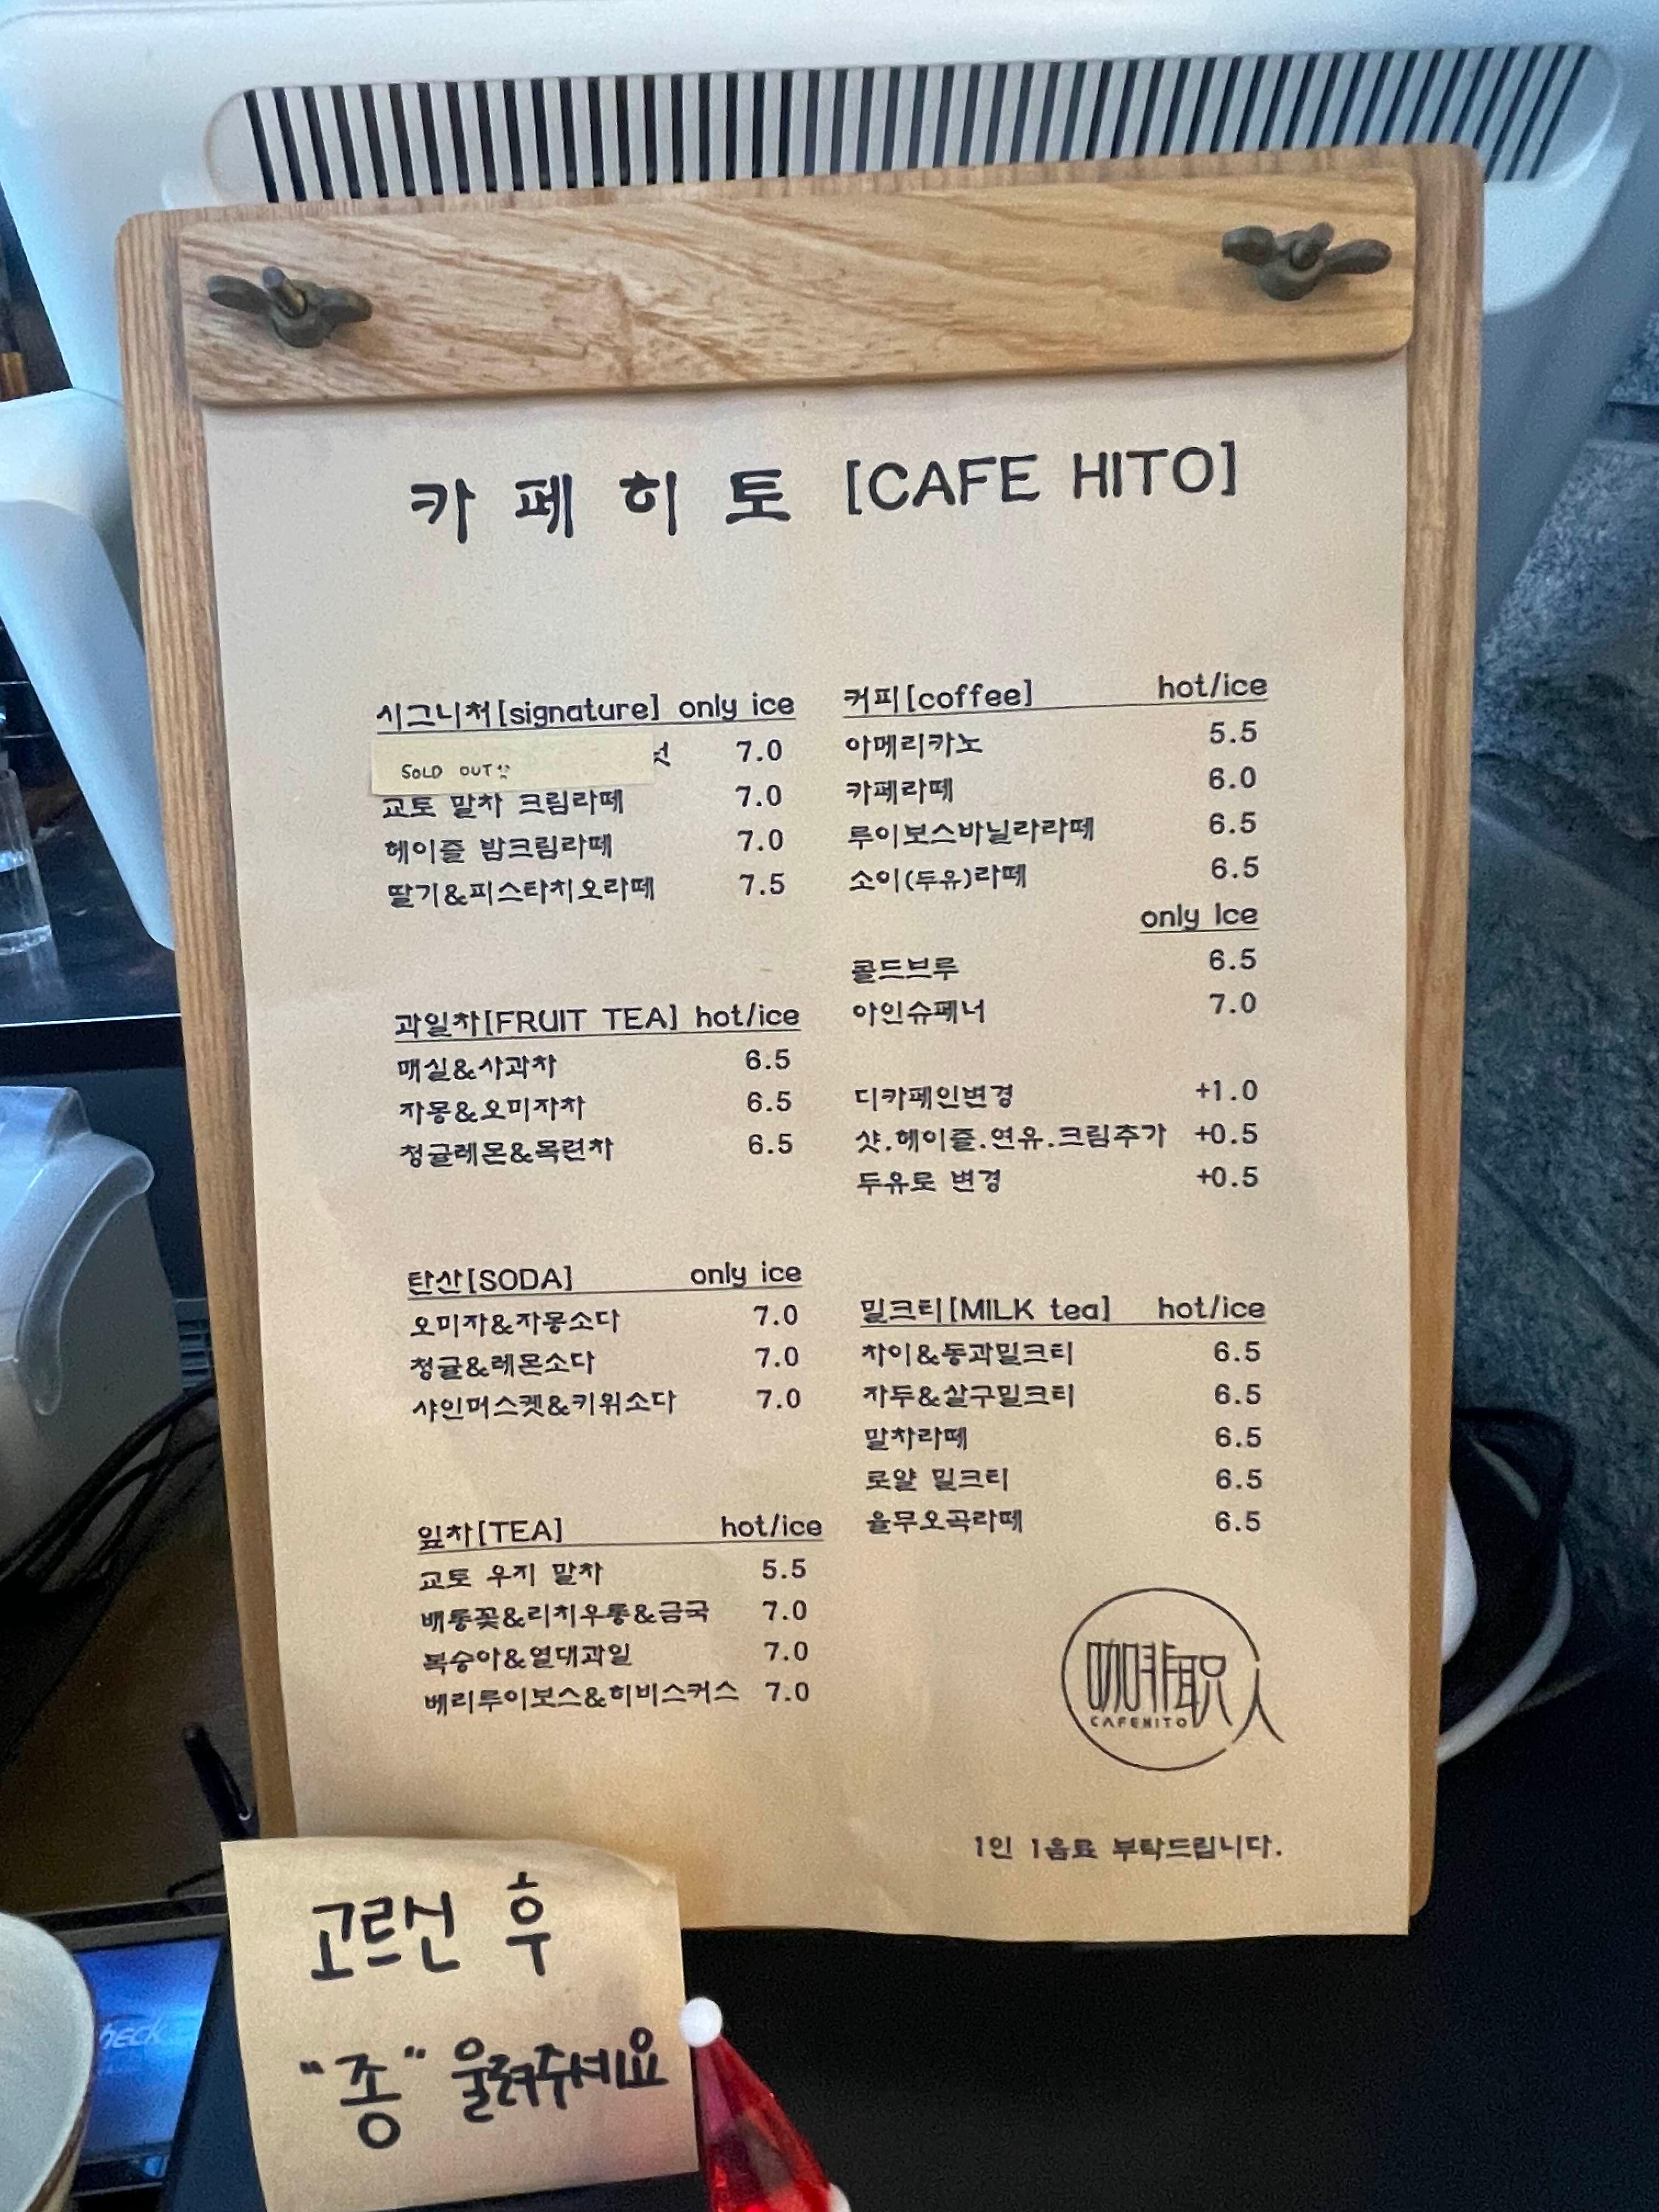 카페히토 [CAFE HITO]
시그니처[signature] only ice
SOLD OUT 7.0
교토 말차 크림라떼 7.0
헤이즐 밤크림라떼 7.0
딸기&피스타치오라떼 7.5
과일차[FRUIT TEA] hot/ice
매실&사과차 6.5
자몽&오미자차 6.5
청귤레몬&목련차 6.5
탄산[SODA] only ice
오미자&자몽소다 7.0
청귤&레몬소다 7.0
샤인머스켓&키위소다 7.0
잎차[TEA] hot/ice
교토 우지 말차 5.5
배롱꽃&리치우롱&금국 7.0
복숭아&열대과일 7.0
베리루이보스&히비스커스 7.0
커피[coffee] hot/ice
아메리카노 5.5
카페라떼 6.0
루이보스바닐라라떼 6.5
소이(두유)라떼 6.5
only Ice
콜드브루 6.5
아인슈페너 7.0
디카페인변경 +1.0
샷.헤이즐.연유.크림추가 +0.5
두유로 변경 +0.5
밀크티[MILK tea] hot/ice
차이&동과밀크티 6.5
자두&살구밀크티 6.5
말차라떼 6.5
로얄 밀크티 6.5
율무오곡라떼 6.5
咖啡职人
CAFEHITO
1인 1음료 부탁드립니다.
고르신 후
"종" 울려주세요